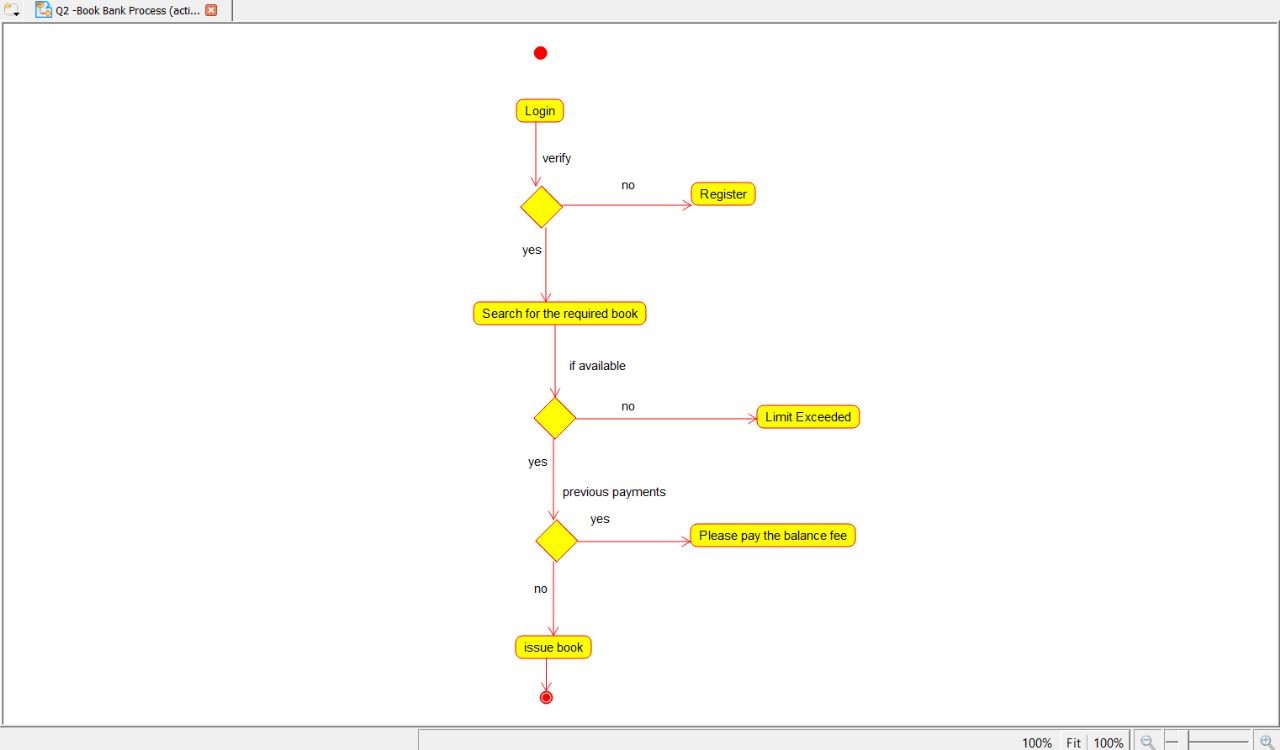 Q2 -Book Bank Process (acti...
Login
verify
no
Register
yes
Search for the required book
if available
no
Limit Exceeded
yes
previous payments
yes
Please pay the balance fee
no
issue book
100% Fit 100%